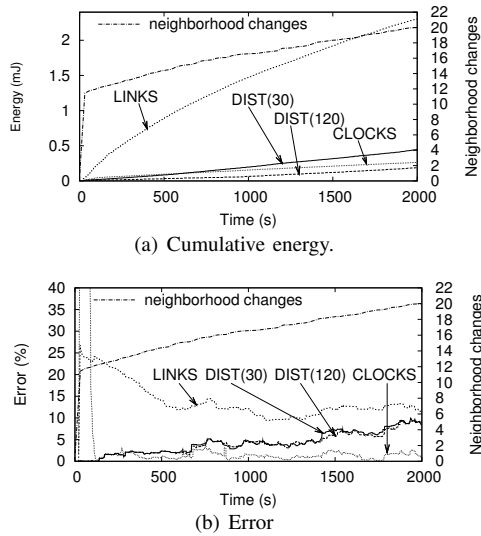 neighborhood changes
LINKS
DIST(30)
DIST(120)
CLOCKS
Energy (mJ)
2
1.5
1
0.5
0
Neighborhood changes
22
20
18
16
14
12
10
8
6
4
2
0
0 500 1000 1500 2000
Time (s)
(a) Cumulative energy.
neighborhood changes
LINKS DIST(30) DIST(120) CLOCKS
Error (%)
40
35
30
25
20
15
10
5
0
Neighborhood changes
22
20
18
16
14
12
10
8
6
4
2
0
0 500 1000 1500 2000
Time (s)
(b) Error